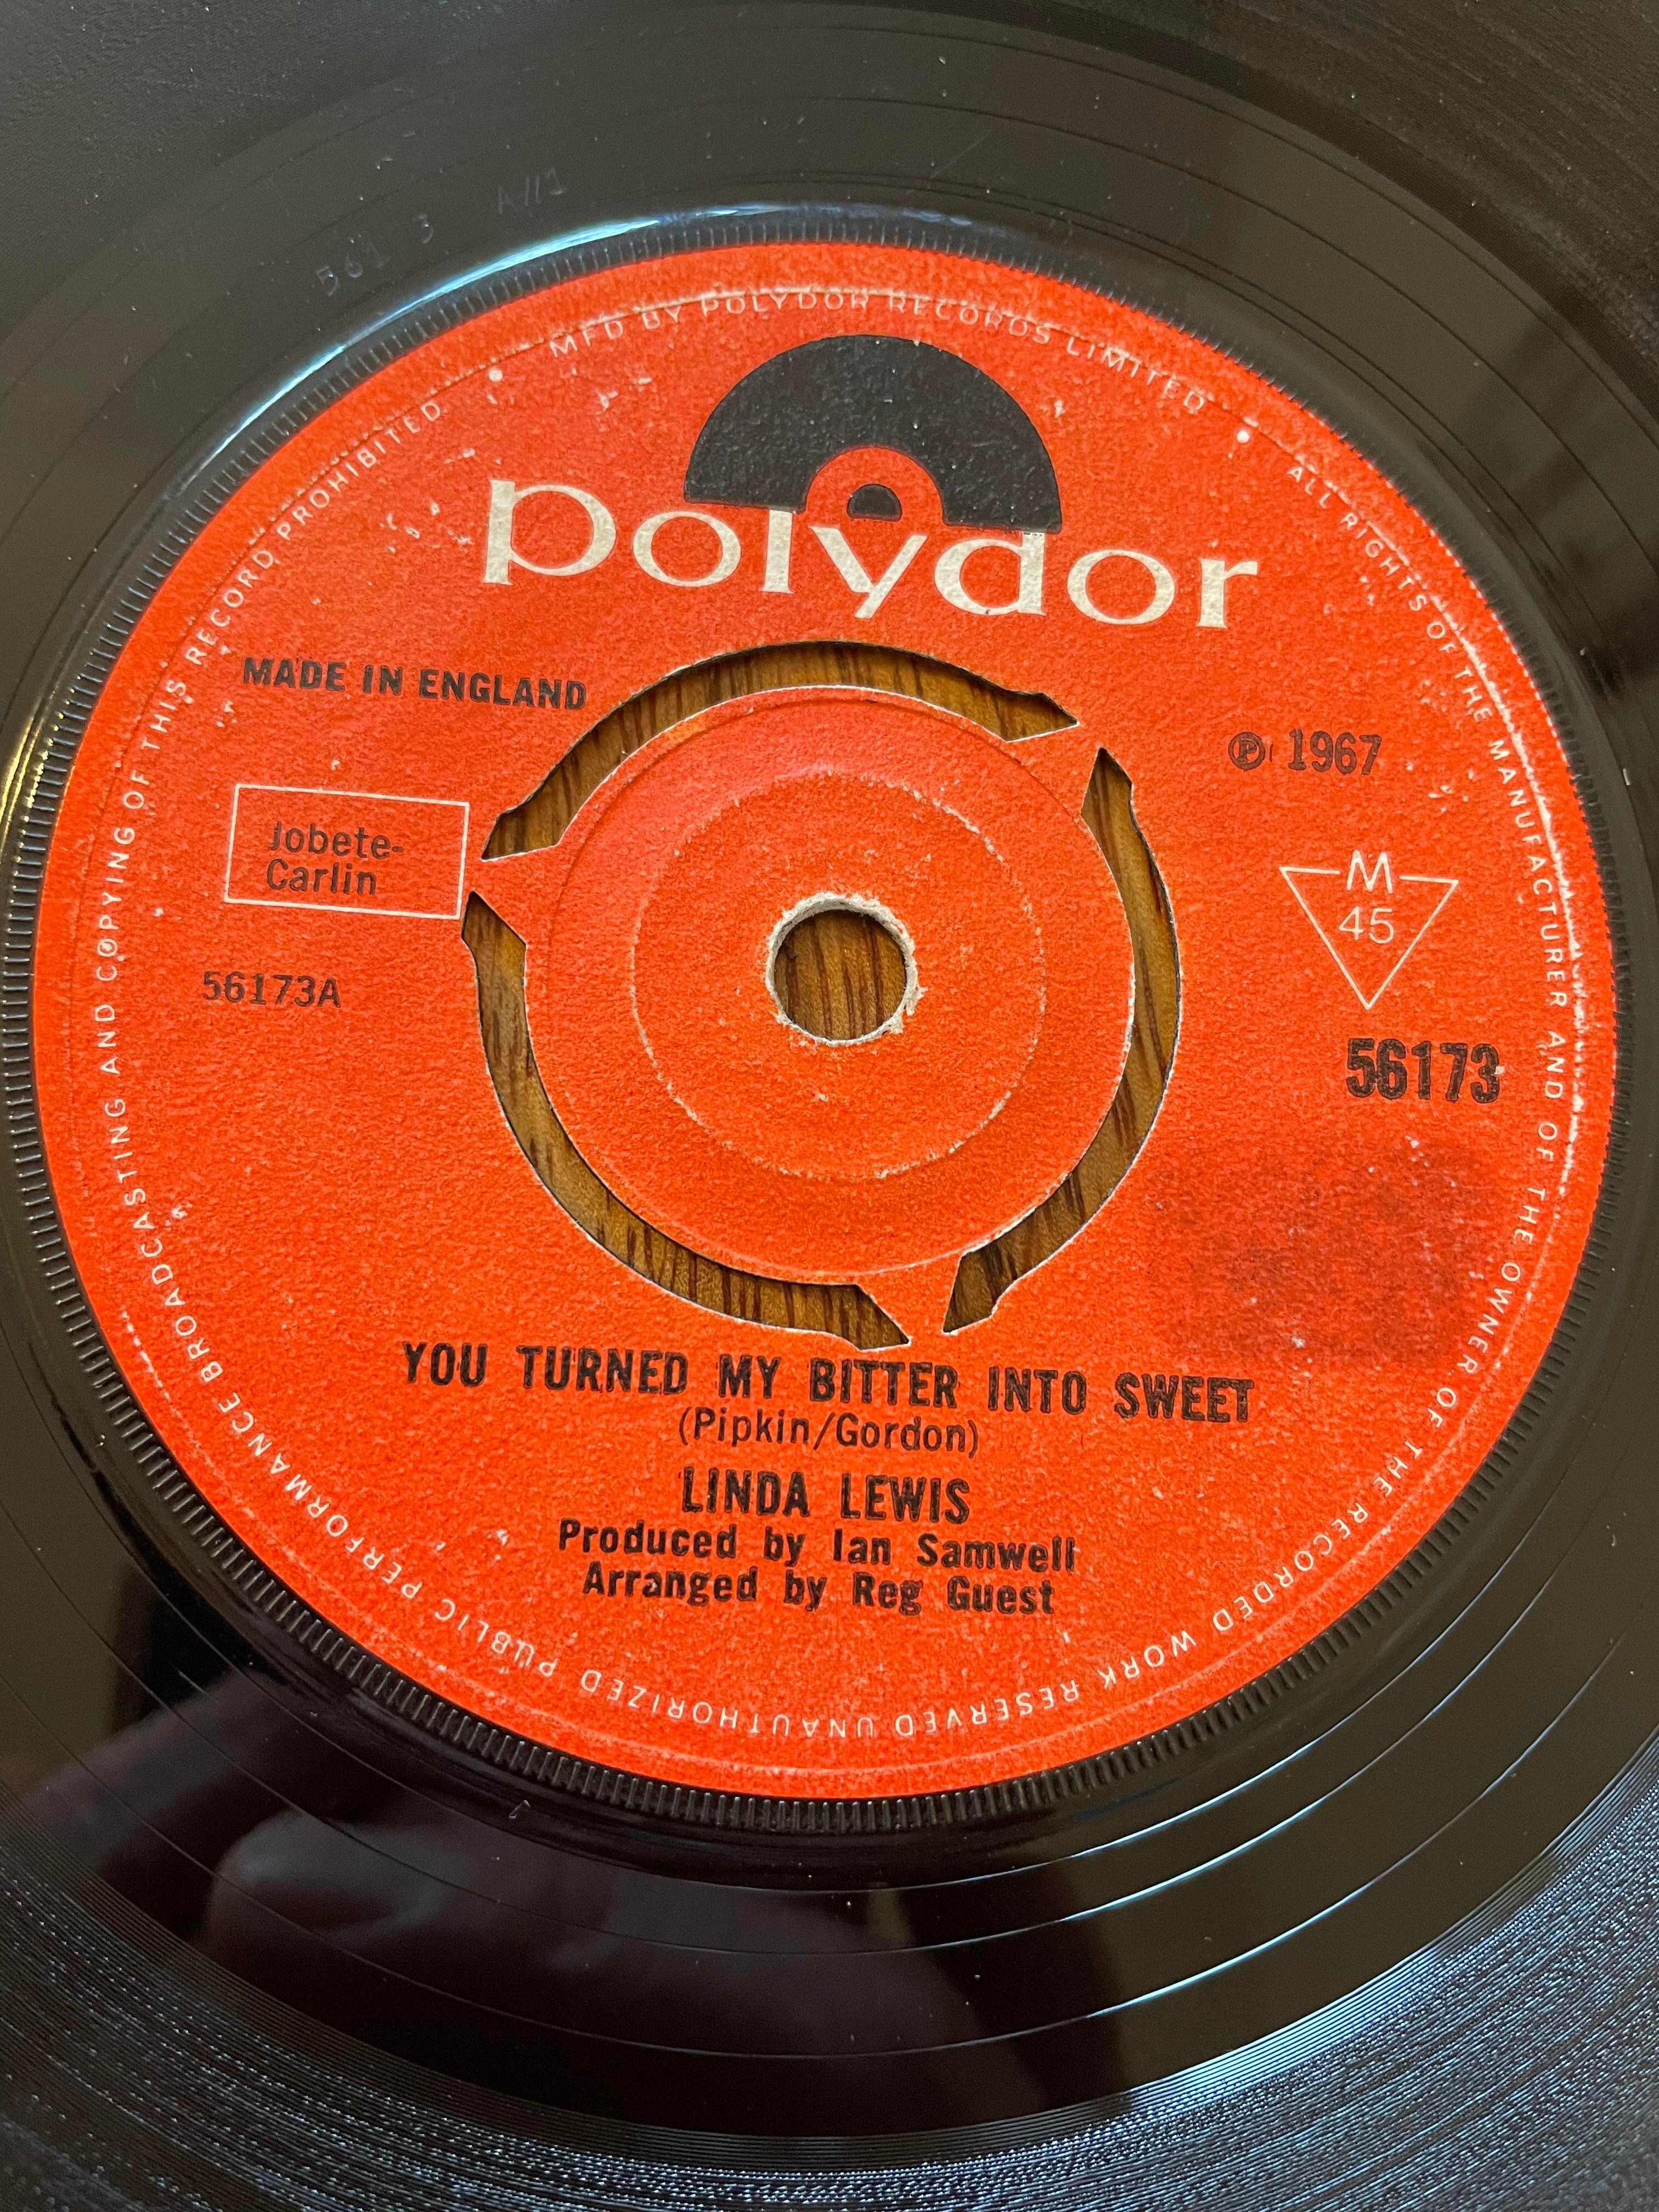 MFD BY POLYDOR RECORDS LIMITED • ALL RIGHTS OF THE MANUFACTURER AND OF THE OWNER OF THE RECORDED WORK RESERVED UNAUTHORIZED PUBLIC PERFORMANCE BROADCASTING AND COPYING OF THIS RECORD PROHIBITED •
polydor
MADE IN ENGLAND
℗ 1967
Jobete-
Carlin
M
45
56173A
56173
YOU TURNED MY BITTER INTO SWEET
(Pipkin/Gordon)
LINDA LEWIS
Produced by Ian Samwell
Arranged by Reg Guest